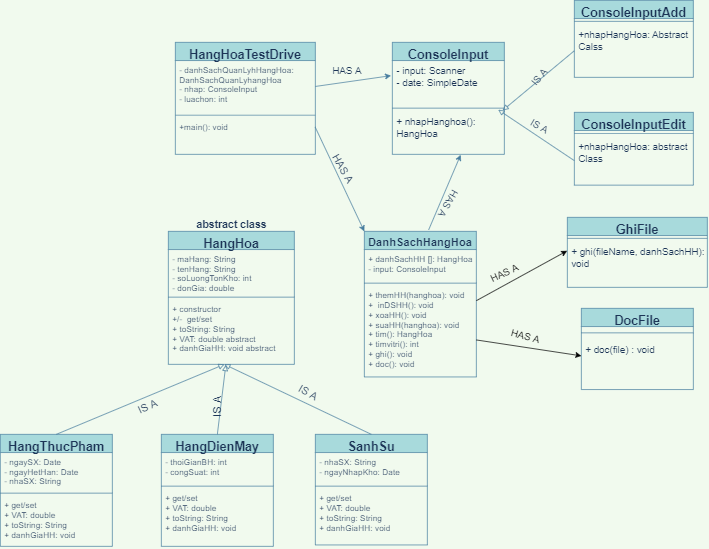 ConsoleInputAdd
+nhapHangHoa: Abstract
Calss
HangHoaTestDrive
- danhSachQuanLyhHangHoa:
DanhSachQuanLyhangHoa
- nhap: ConsoleInput
- luachon: int
+main(): void
HAS A
ConsoleInput
- input: Scanner
- date: SimpleDate
+ nhapHanghoa():
HangHoa
IS A
IS A
ConsoleInputEdit
+nhapHangHoa: abstract
Class
HAS A
HAS A
abstract class
HangHoa
- maHang: String
- tenHang: String
- soLuongTonKho: int
- donGia: double
+ constructor
+/-  get/set
+ toString: String
+ VAT: double abstract
+ danhGiaHH: void abstract
DanhSachHangHoa
+ danhSachHH []: HangHoa
- input: ConsoleInput
+ themHH(hanghoa): void
+  inDSHH(): void
+ xoaHH(): void
+ suaHH(hanghoa): void
+ tim(): HangHoa
+ timvitri(): int
+ ghi(): void
+ doc(): void
HAS A
GhiFile
+ ghi(fileName, danhSachHH):
void
HAS A
DocFile
+ doc(file) : void
IS A
IS A
IS A
HangThucPham
- ngaySX: Date
- ngayHetHan: Date
- nhaSX: String
+ get/set
+ VAT: double
+ toString: String
+ danhGiaHH: void
HangDienMay
- thoiGianBH: int
- congSuat: int
+ get/set
+ VAT: double
+ toString: String
+ danhGiaHH: void
SanhSu
- nhaSX: String
- ngayNhapKho: Date
+ get/set
+ VAT: double
+ toString: String
+ danhGiaHH: void